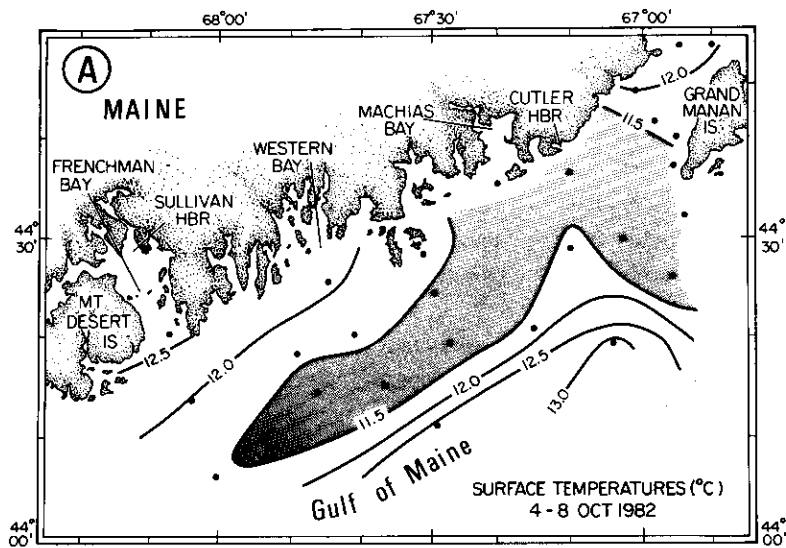 68°00'
67°30'
67°00'
A
MAINE
MACHIAS
BAY
CUTLER
HBR
GRAND
MANAN
IS.
12.0
11.5
WESTERN
BAY
FRENCHMAN
BAY
SULLIVAN
HBR
44°
30'
44°
30'
MT
DESERT
IS
12.5
12.0
11.5
12.0
12.5
13.0
Gulf of Maine
SURFACE TEMPERATURES (°C)
4-8 OCT 1982
44°
00'
44°
00'